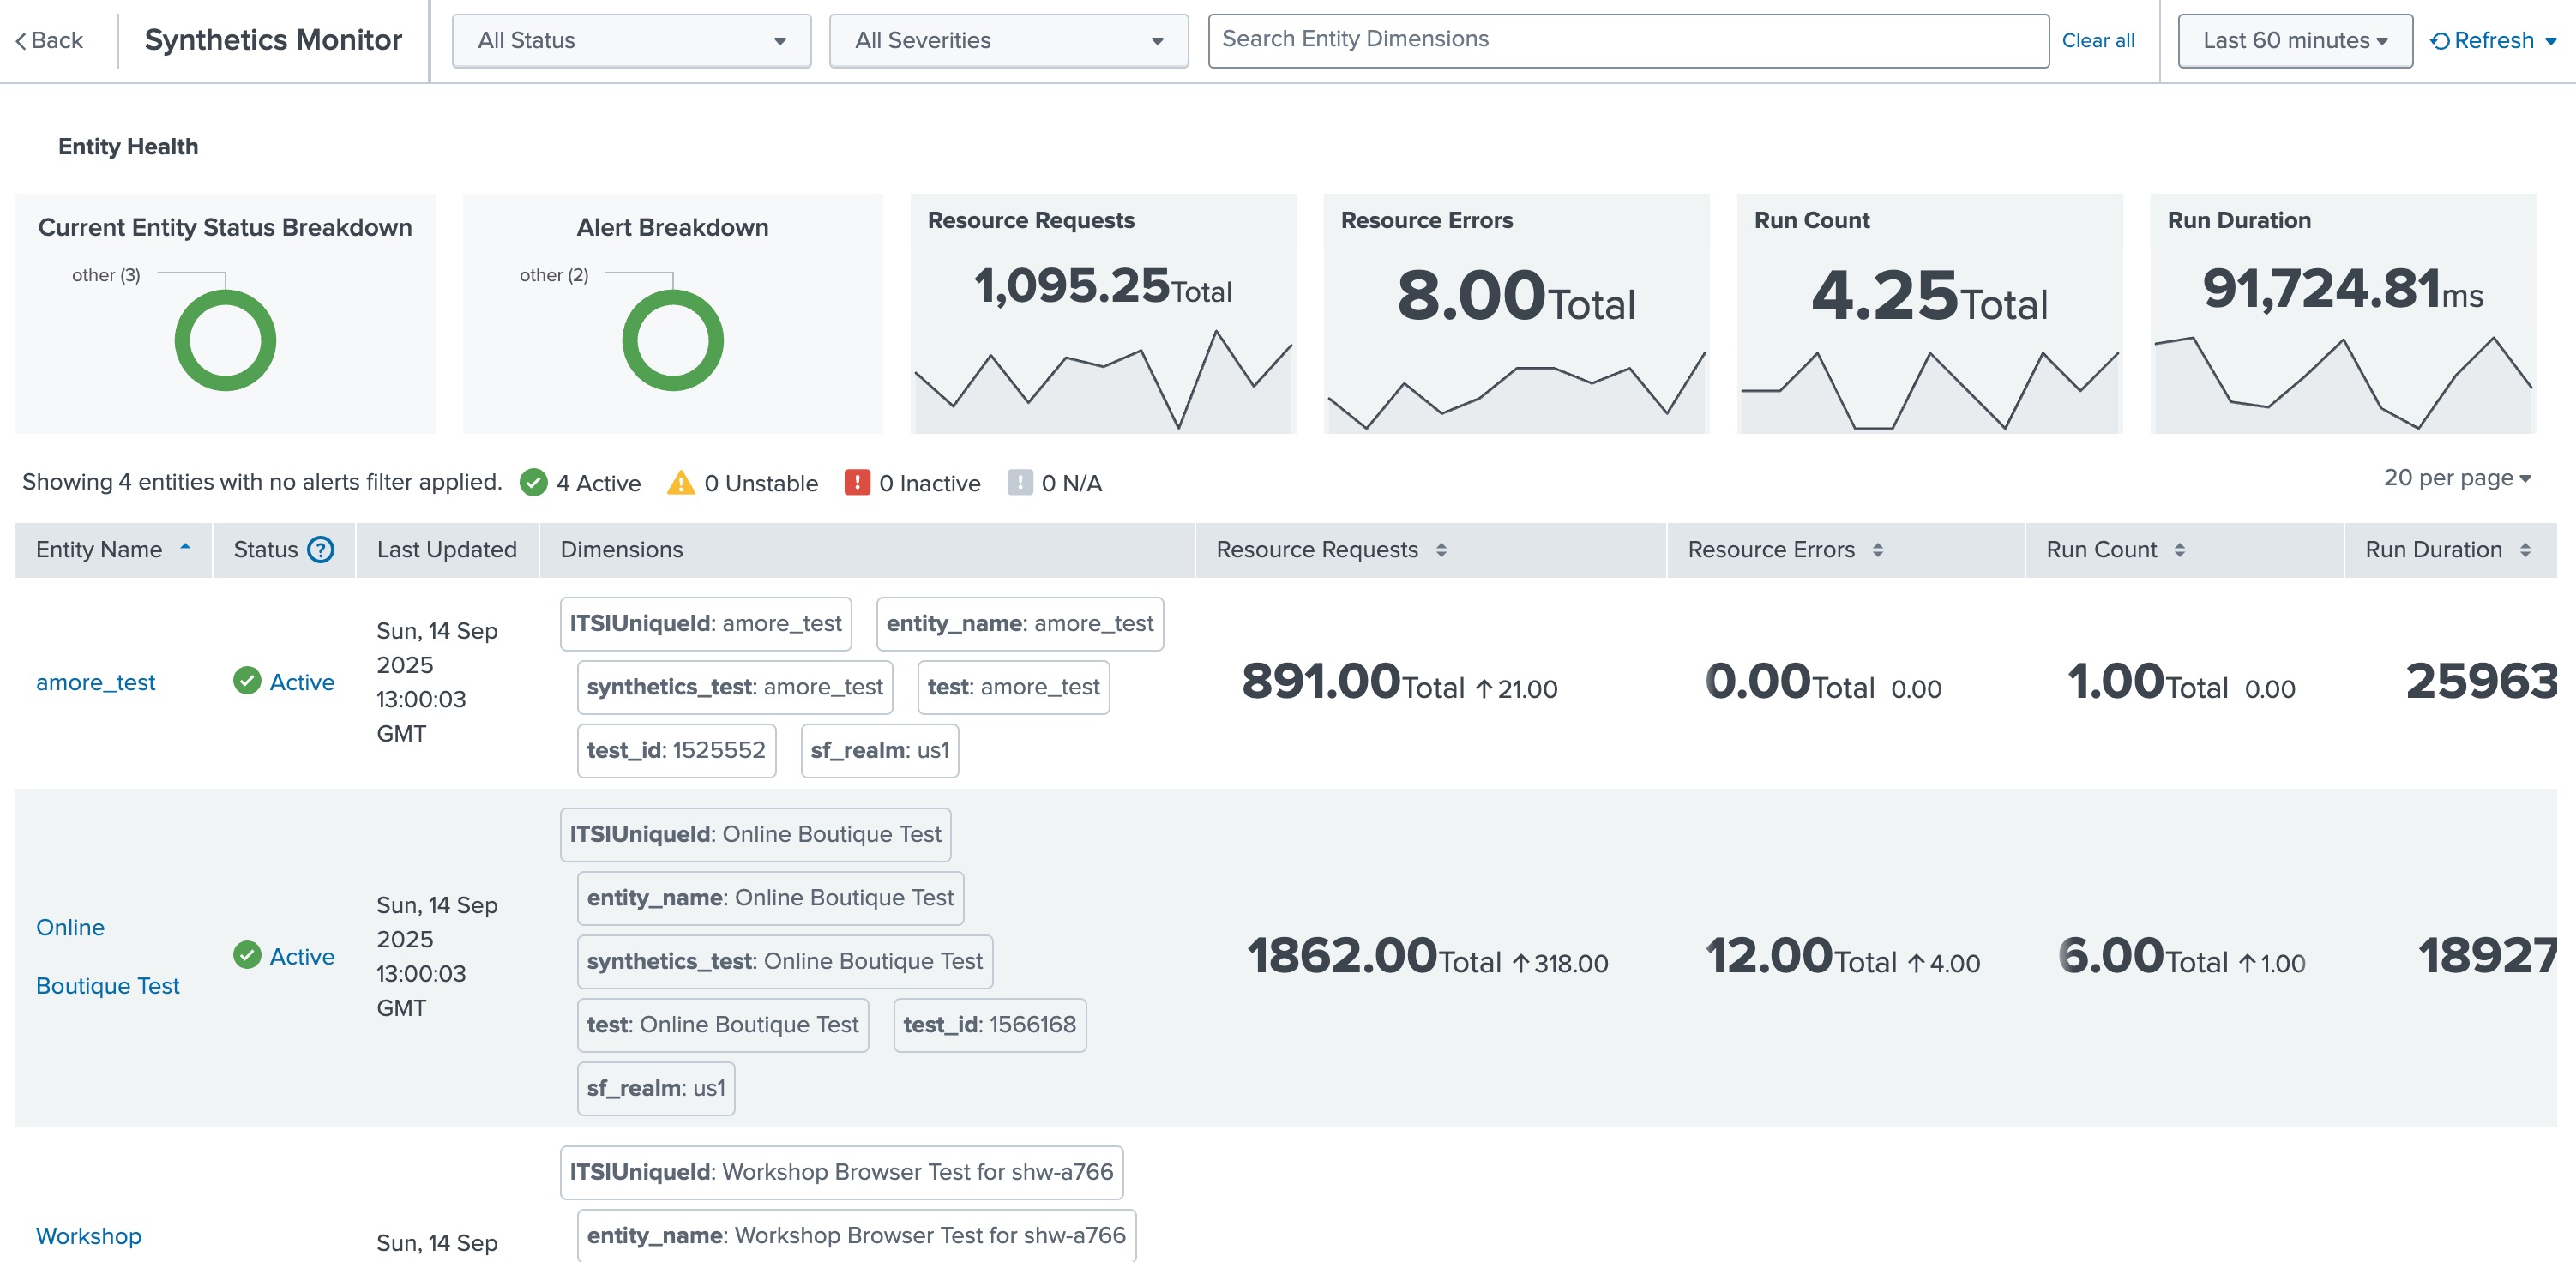 Back
Synthetics Monitor
All Status
All Severities
Search Entity Dimensions
Clear all
Last 60 minutes
Refresh
Entity Health
Current Entity Status Breakdown
other (3)
Alert Breakdown
other (2)
Resource Requests
1,095.25Total
Resource Errors
8.00Total
Run Count
4.25Total
Run Duration
91,724.81ms
Showing 4 entities with no alerts filter applied. 4 Active 0 Unstable 0 Inactive 0 N/A
20 per page
Entity Name Status ? Last Updated Dimensions Resource Requests Resource Errors Run Count Run Duration
amore_test
Active
Sun, 14 Sep
2025
13:00:03
GMT
ITSIUniqueId: amore_test entity_name: amore_test
synthetics_test: amore_test test: amore_test
test_id: 1525552 sf_realm: us1
891.00Total ↑21.00
0.00Total 0.00
1.00Total 0.00
25963
Online
Boutique Test
Active
Sun, 14 Sep
2025
13:00:03
GMT
ITSIUniqueId: Online Boutique Test
entity_name: Online Boutique Test
synthetics_test: Online Boutique Test
test: Online Boutique Test test_id: 1566168
sf_realm: us1
1862.00Total ↑318.00
12.00Total ↑4.00
6.00Total ↑1.00
18927
Workshop
Sun, 14 Sep
ITSIUniqueId: Workshop Browser Test for shw-a766
entity_name: Workshop Browser Test for shw-a766